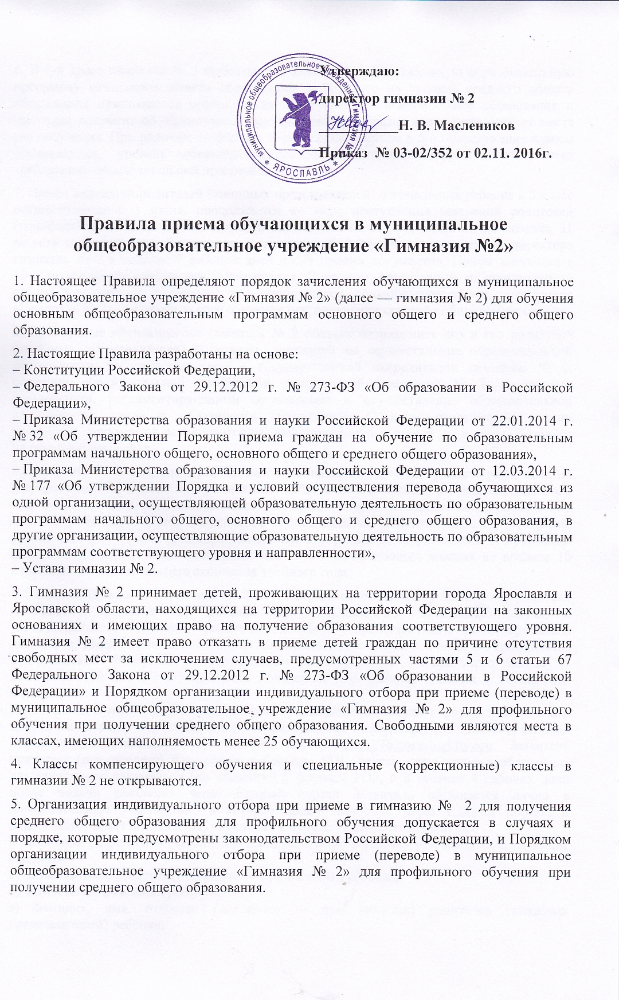 Утверждаю:
директор гимназии № 2
Н. В. Маслеников
Приказ № 03-02/352 от 02.11. 2016г.
муниципальное общеобразовательное учреждение «Гимназия №
* ЯРОСЛАВЛЬ *
Правила приема обучающихся в муниципальное
общеобразовательное учреждение «Гимназия №2»
1. Настоящее Правила определяют порядок зачисления обучающихся в муниципальное
общеобразовательное учреждение «Гимназия № 2» (далее — гимназия № 2) для обучения
основным общеобразовательным программам основного общего и среднего общего
образования.
2. Настоящие Правила разработаны на основе:
– Конституции Российской Федерации,
– Федерального Закона от 29.12.2012 г. № 273-ФЗ «Об образовании в Российской
Федерации»,
– Приказа Министерства образования и науки Российской Федерации от 22.01.2014 г.
№ 32 «Об утверждении Порядка приема граждан на обучение по образовательным
программам начального общего, основного общего и среднего общего образования»,
– Приказа Министерства образования и науки Российской Федерации от 12.03.2014 г.
№ 177 «Об утверждении Порядка и условий осуществления перевода обучающихся из
одной организации, осуществляющей образовательную деятельность по образовательным
программам начального общего, основного общего и среднего общего образования, в
другие организации, осуществляющие образовательную деятельность по образовательным
программам соответствующего уровня и направленности»,
– Устава гимназии № 2.
3. Гимназия № 2 принимает детей, проживающих на территории города Ярославля и
Ярославской области, находящихся на территории Российской Федерации на законных
основаниях и имеющих право на получение образования соответствующего уровня.
Гимназия № 2 имеет право отказать в приеме детей граждан по причине отсутствия
свободных мест за исключением случаев, предусмотренных частями 5 и 6 статьи 67
Федерального Закона от 29.12.2012 г. № 273-ФЗ «Об образовании в Российской
Федерации» и Порядком организации индивидуального отбора при приеме (переводе) в
муниципальное общеобразовательное учреждение «Гимназия № 2» для профильного
обучения при получении среднего общего образования. Свободными являются места в
классах, имеющих наполняемость менее 25 обучающихся.
4. Классы компенсирующего обучения и специальные (коррекционные) классы в
гимназии № 2 не открываются.
5. Организация индивидуального отбора при приеме в гимназию № 2 для получения
среднего общего образования для профильного обучения допускается в случаях и
порядке, которые предусмотрены законодательством Российской Федерации, и Порядком
организации индивидуального отбора при приеме (переводе) в муниципальное
общеобразовательное учреждение «Гимназия № 2» для профильного обучения при
получении среднего общего образования.